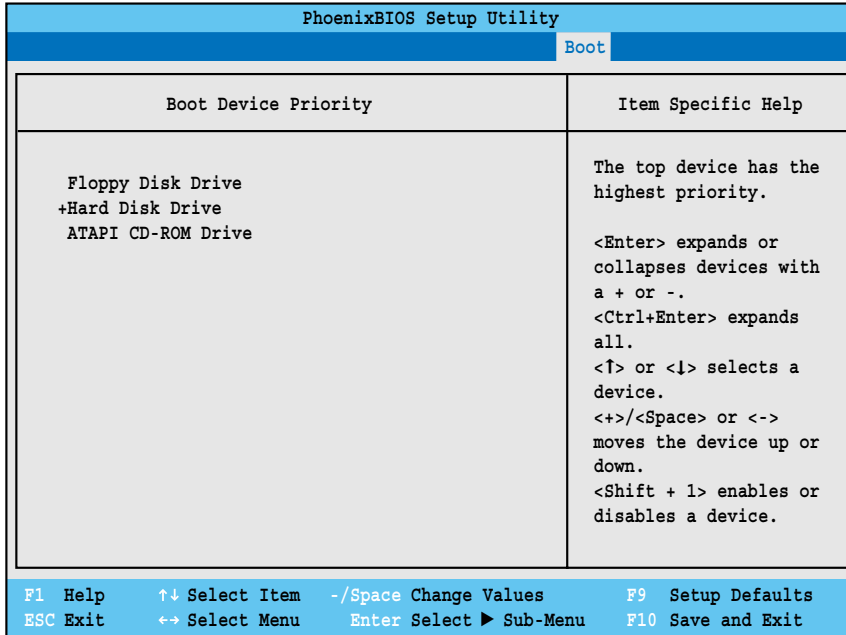 PhoenixBIOS Setup Utility
Boot
Boot Device Priority
Floppy Disk Drive
+Hard Disk Drive
ATAPI CD-ROM Drive
Item Specific Help
The top device has the
highest priority.
<Enter> expands or
collapses devices with
a + or -.
<Ctrl+Enter> expands
all.
<↑> or <↓> selects a
device.
<+>/<Space> or <->
moves the device up or
down.
<Shift + 1> enables or
disables a device.
F1 Help ↑↓ Select Item -/Space Change Values F9 Setup Defaults
ESC Exit ←→ Select Menu Enter Select ▶ Sub-Menu F10 Save and Exit